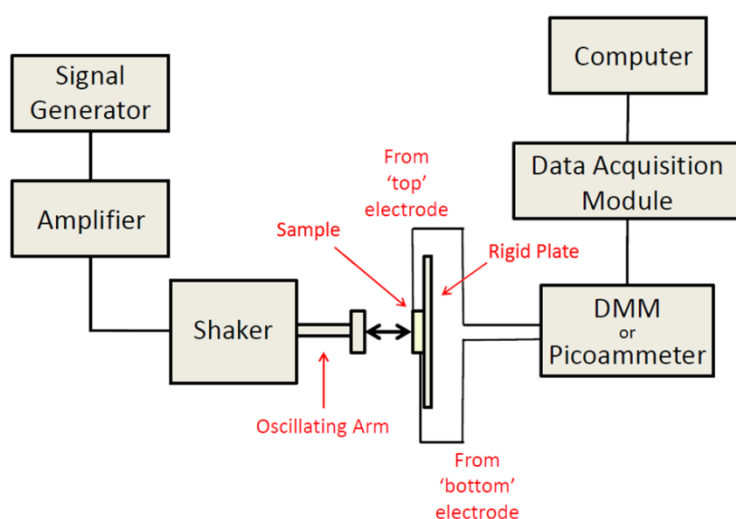 Signal
Generator
Amplifier
Shaker
Oscillating Arm
Sample
From
'top'
electrode
Rigid Plate
From
'bottom'
electrode
Computer
Data Acquisition
Module
DMM
or
Picoammeter